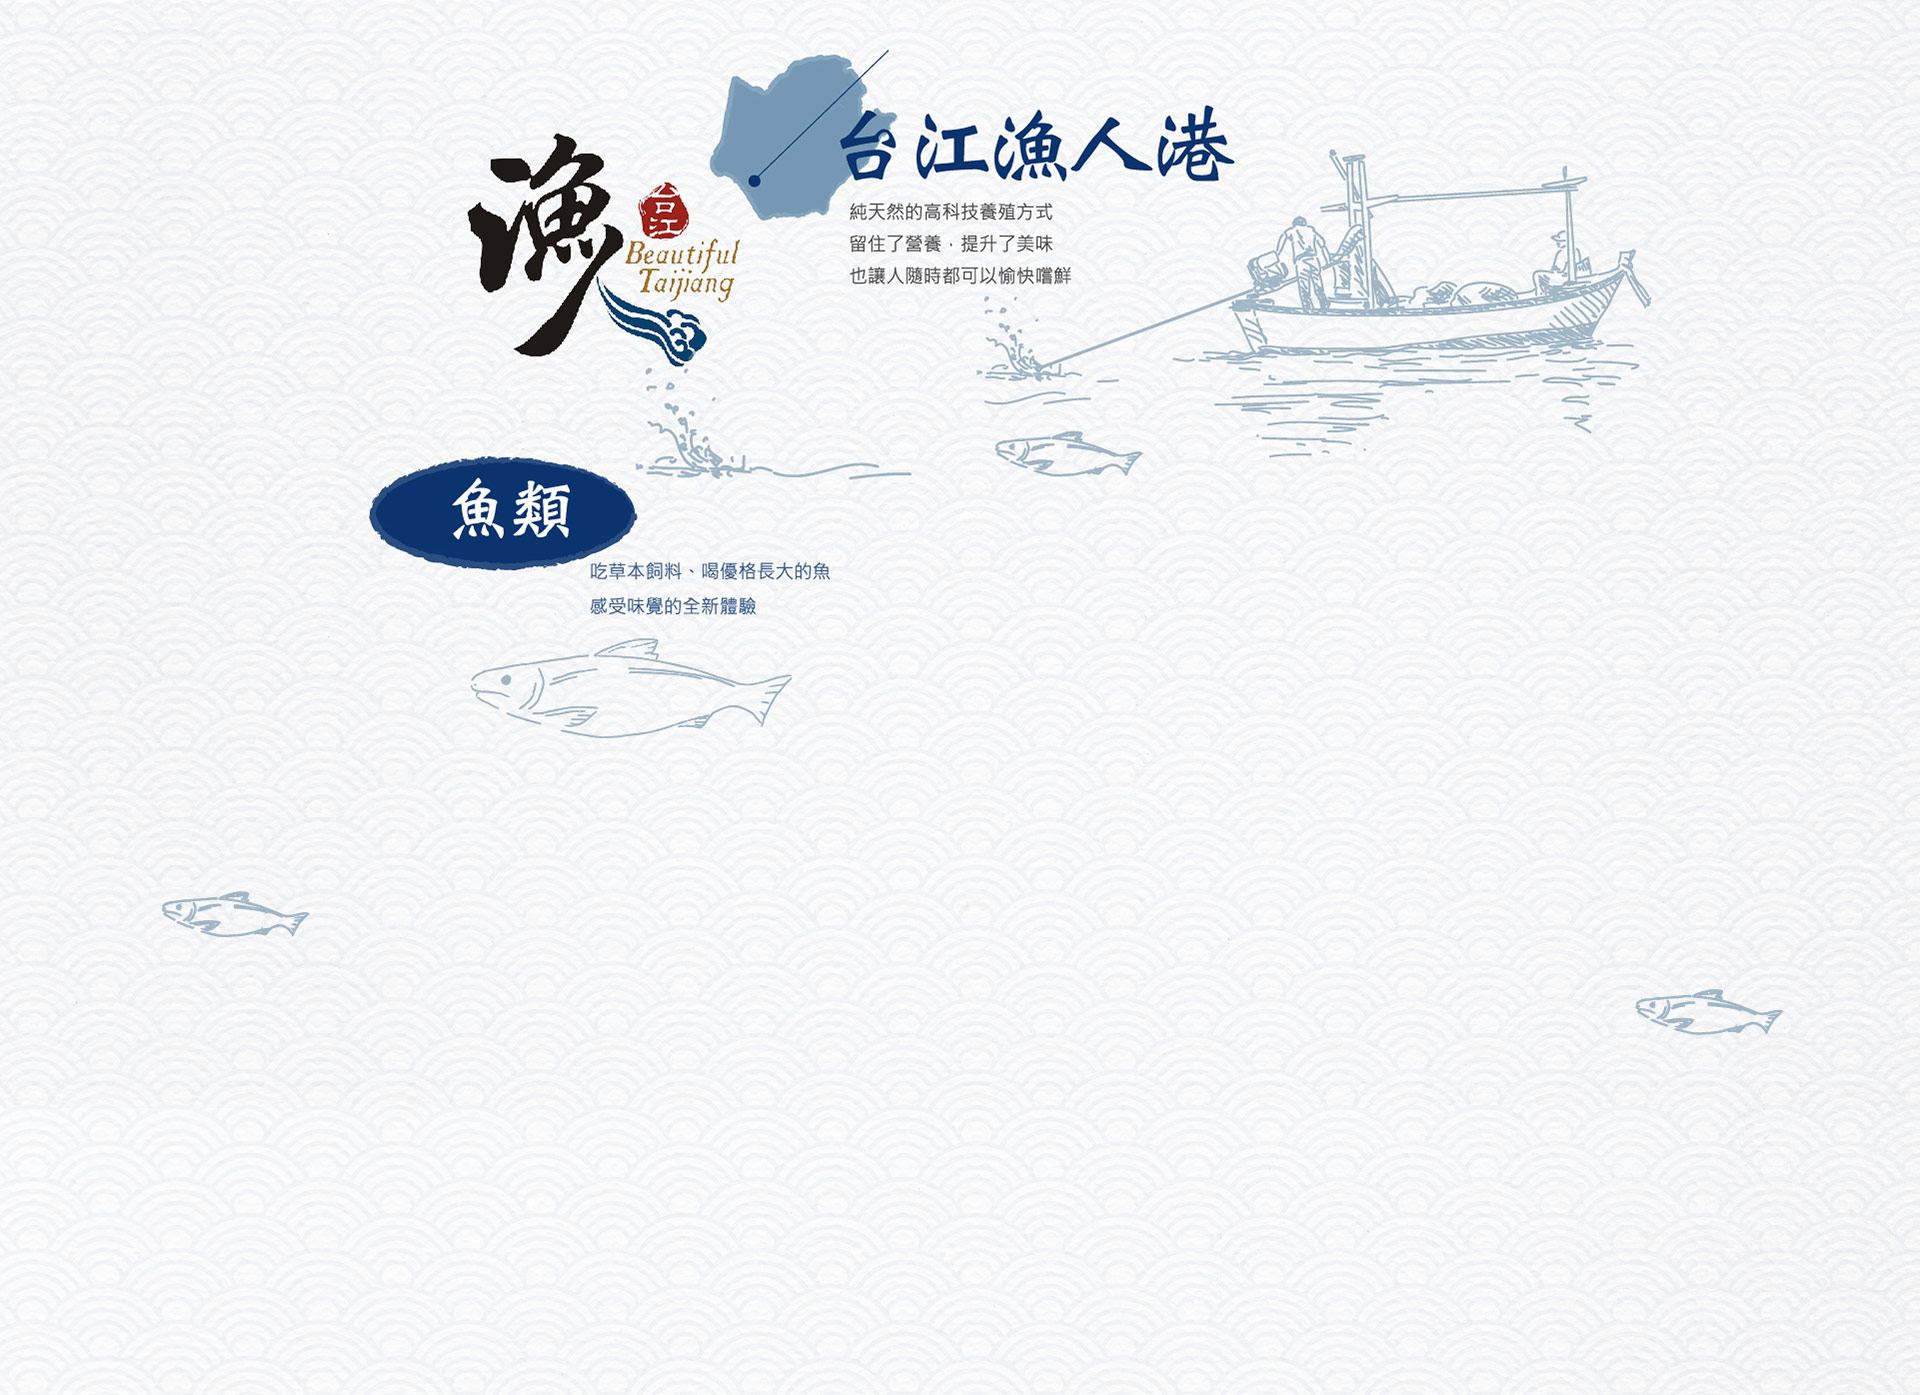 漁人
台江
Beautiful
Taijiang
台江漁人港
純天然的高科技養殖方式
留住了營養，提升了美味
也讓人隨時都可以愉快嚐鮮
魚類
吃草本飼料、喝優格長大的魚
感受味覺的全新體驗